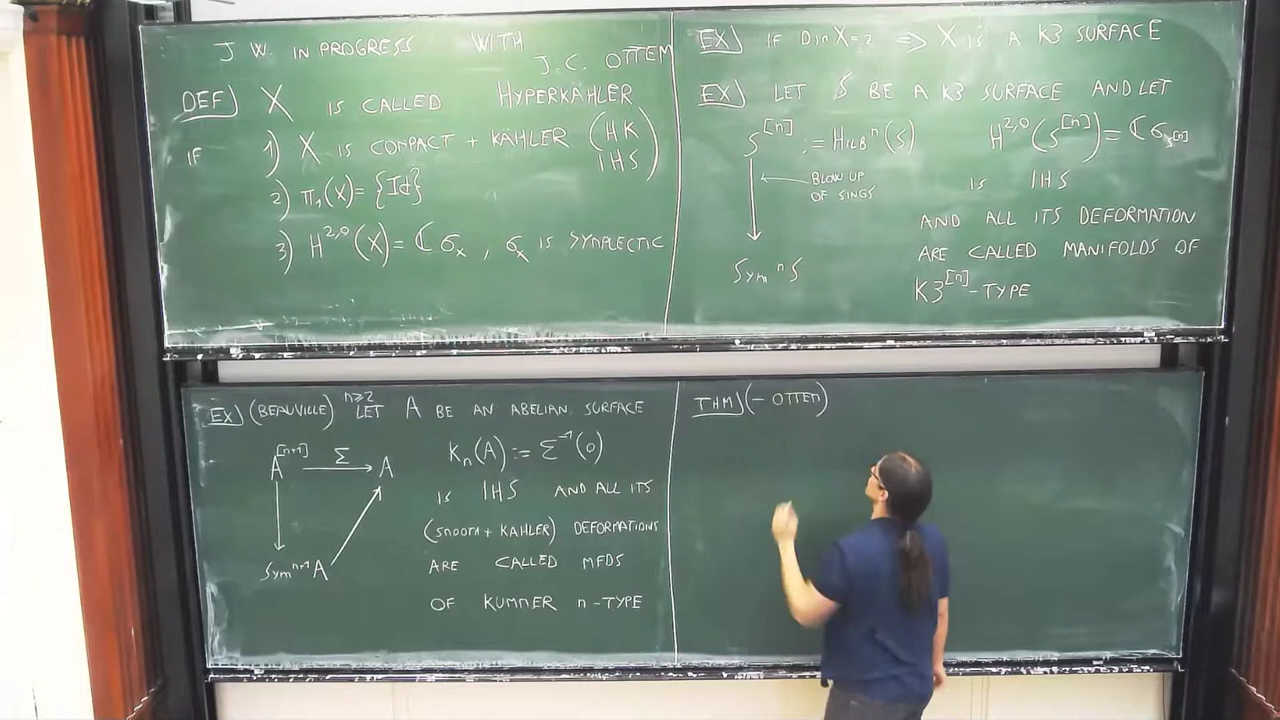 J.W. IN PROGRESS WITH
J.C. OTTEM
DEF) X IS CALLED HYPERKÄHLER
IF 1) X IS COMPACT + KÄHLER (HK
IHS)
2) π₁(X) = {Id}
3) H^{2,0}(X) = ℂσ_X , σ_X IS SYMPLECTIC
EX) IF DIM X=2 ⇒ X IS A K3 SURFACE
EX) LET S BE A K3 SURFACE AND LET
S^{[n]} := HILB^n(S) H^{2,0}(S^{[n]}) = ℂσ_{S^{[n]}}
← BLOW UP
OF SINGS
IS IHS
AND ALL ITS DEFORMATION
ARE CALLED MANIFOLDS OF
Sym^n S
K3^{[n]}-TYPE
EX) (BEAUVILLE) n≥2 LET A BE AN ABELIAN SURFACE
A^{[n+1]} Σ → A K_n(A) := Σ^{-1}(0)
IS IHS AND ALL ITS
(SMOOTH + KÄHLER) DEFORMATIONS
Sym^{n+1}A ARE CALLED MFDS
OF KUMMER n-TYPE
THM) (- OTTEM)